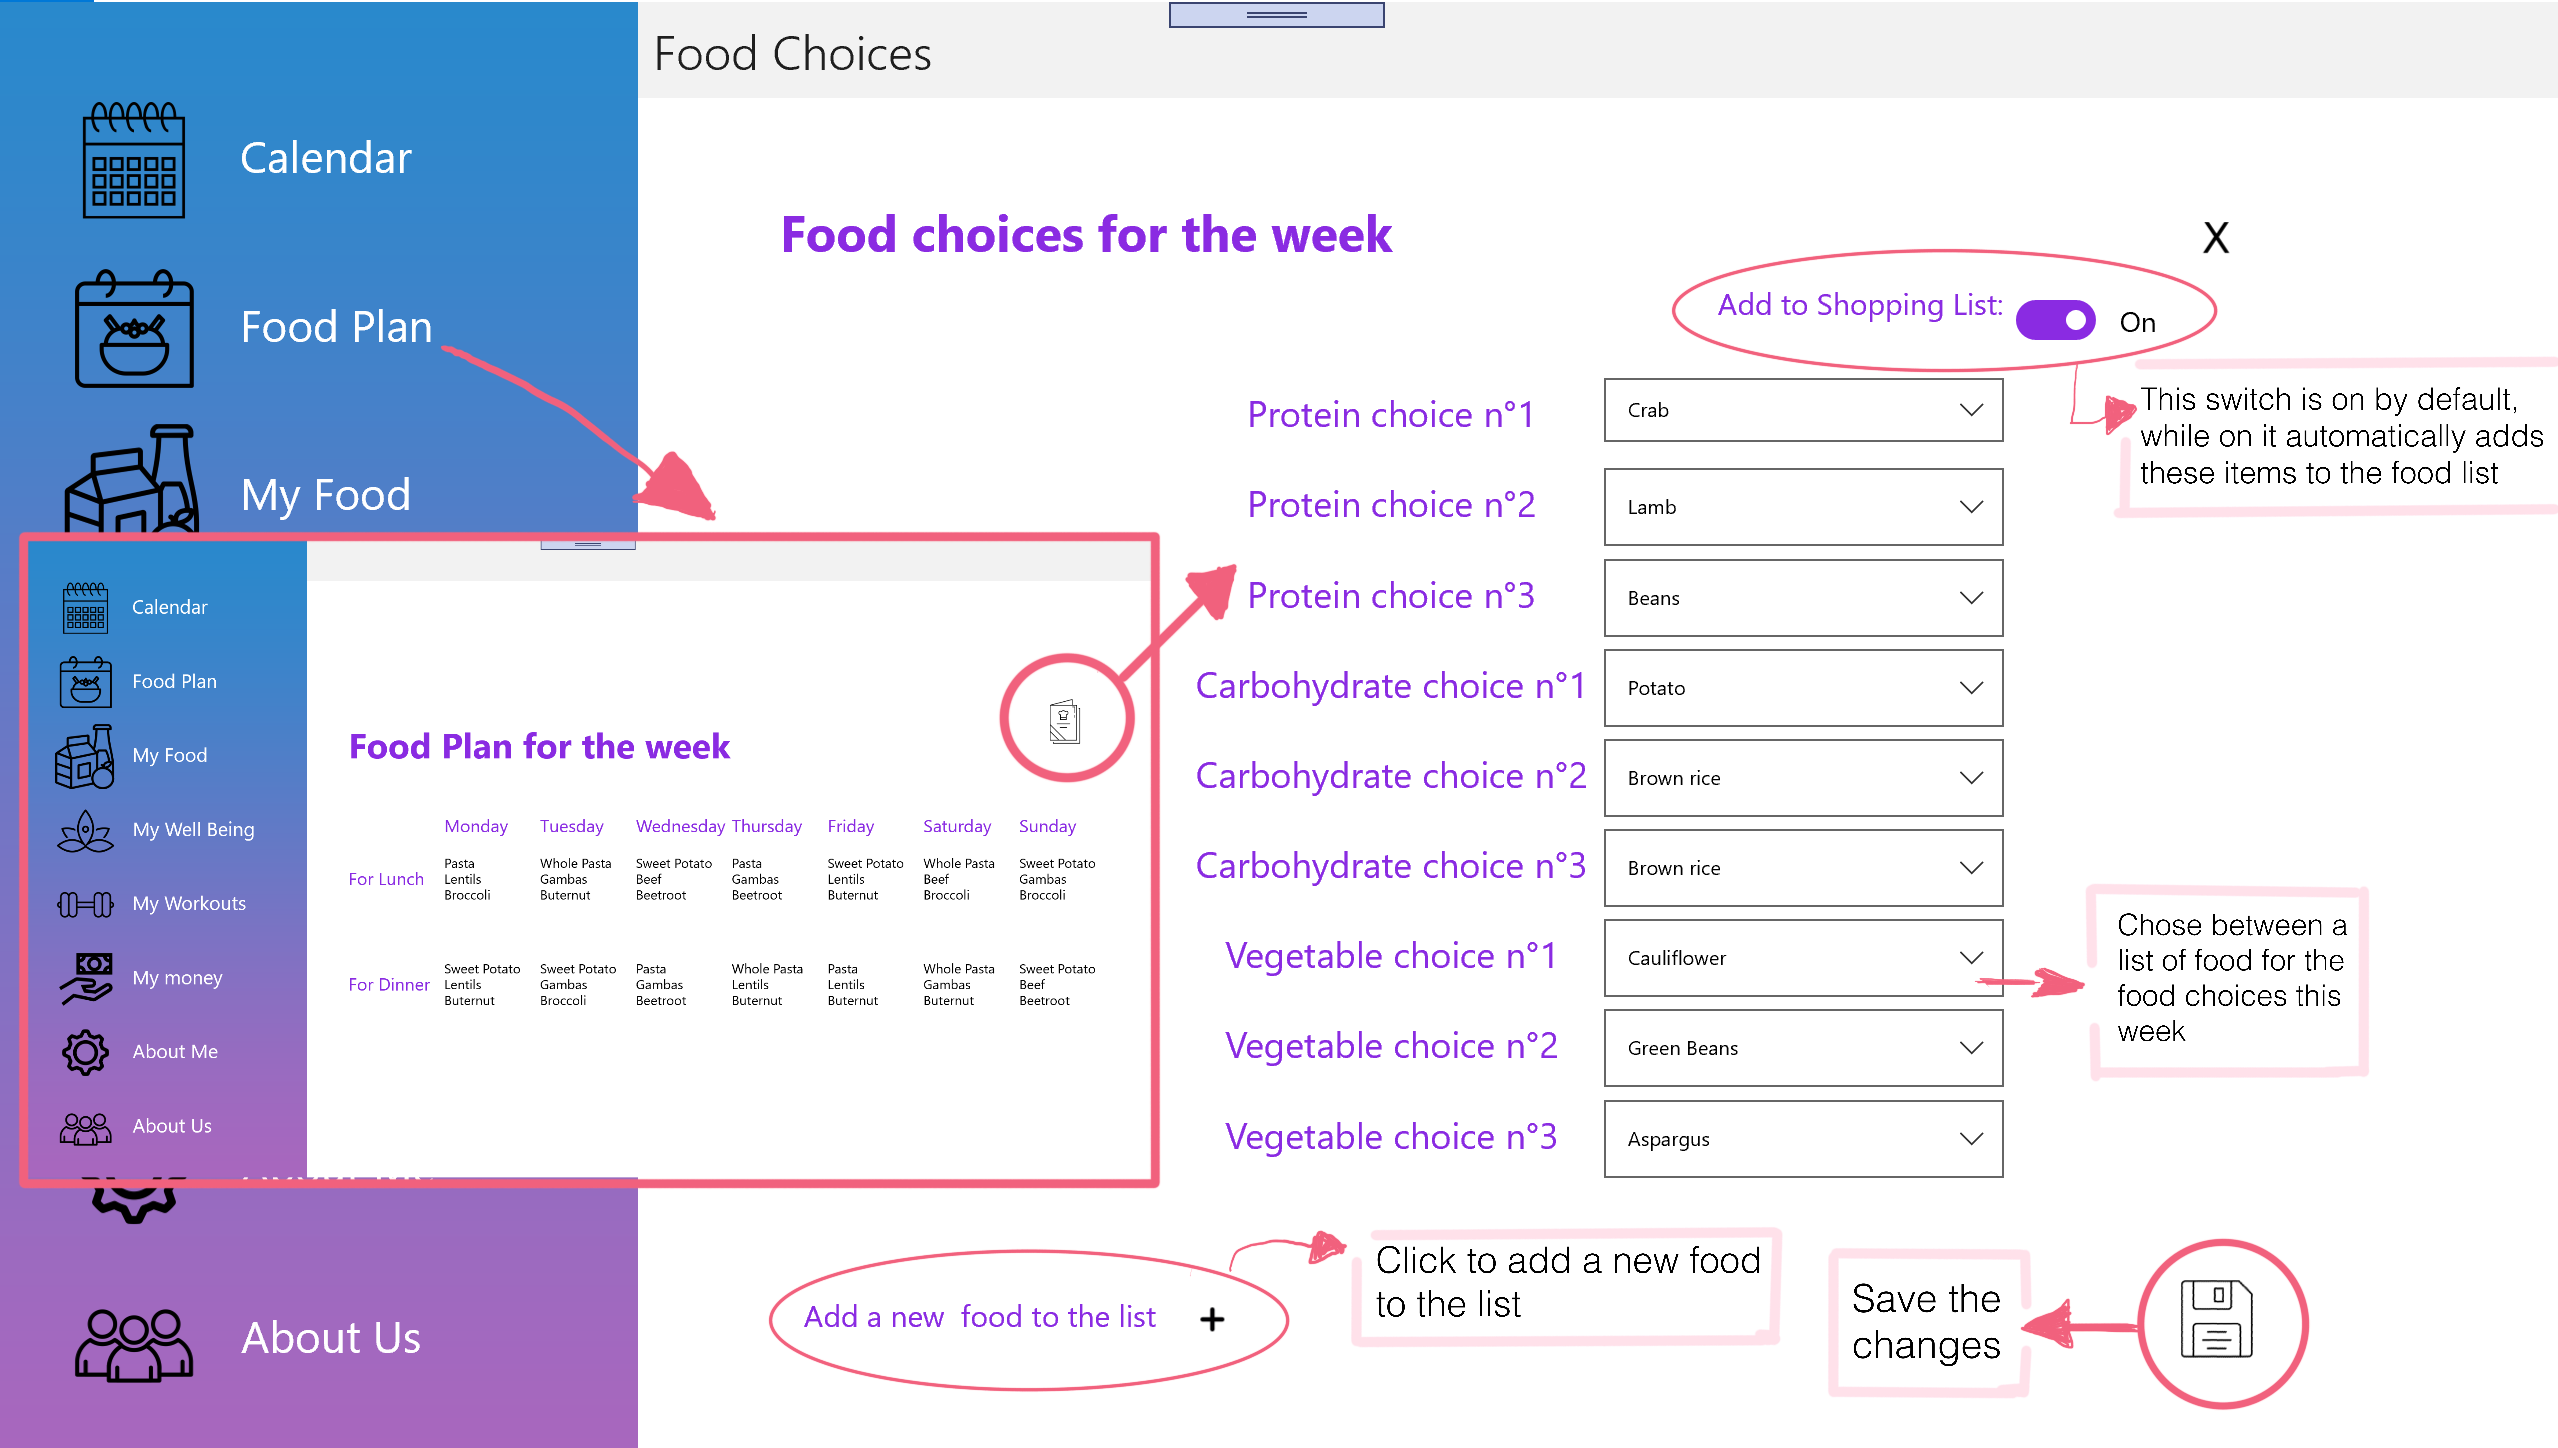 Food Choices
Calendar
Food Plan
My Food
About Us
Food choices for the week
X
Add to Shopping List:
On
This switch is on by default,
while on it automatically adds
these items to the food list
Protein choice n°1
Crab
Protein choice n°2
Lamb
Protein choice n°3
Beans
Carbohydrate choice n°1
Potato
Carbohydrate choice n°2
Brown rice
Carbohydrate choice n°3
Brown rice
Vegetable choice n°1
Cauliflower
Vegetable choice n°2
Green Beans
Vegetable choice n°3
Aspargus
Chose between a
list of food for the
food choices this
week
Calendar
Food Plan
My Food
My Well Being
My Workouts
My money
About Me
About Us
Food Plan for the week
Monday Tuesday Wednesday Thursday Friday Saturday Sunday
For Lunch
Pasta Whole Pasta Sweet Potato Pasta Sweet Potato Whole Pasta Sweet Potato
Lentils Gambas Beef Gambas Lentils Beef Gambas
Broccoli Buternut Beetroot Beetroot Buternut Broccoli Broccoli
For Dinner
Sweet Potato Sweet Potato Pasta Whole Pasta Pasta Whole Pasta Sweet Potato
Lentils Gambas Gambas Lentils Lentils Gambas Beef
Buternut Broccoli Beetroot Buternut Buternut Buternut Beetroot
Add a new  food to the list +
Click to add a new food
to the list
Save the
changes